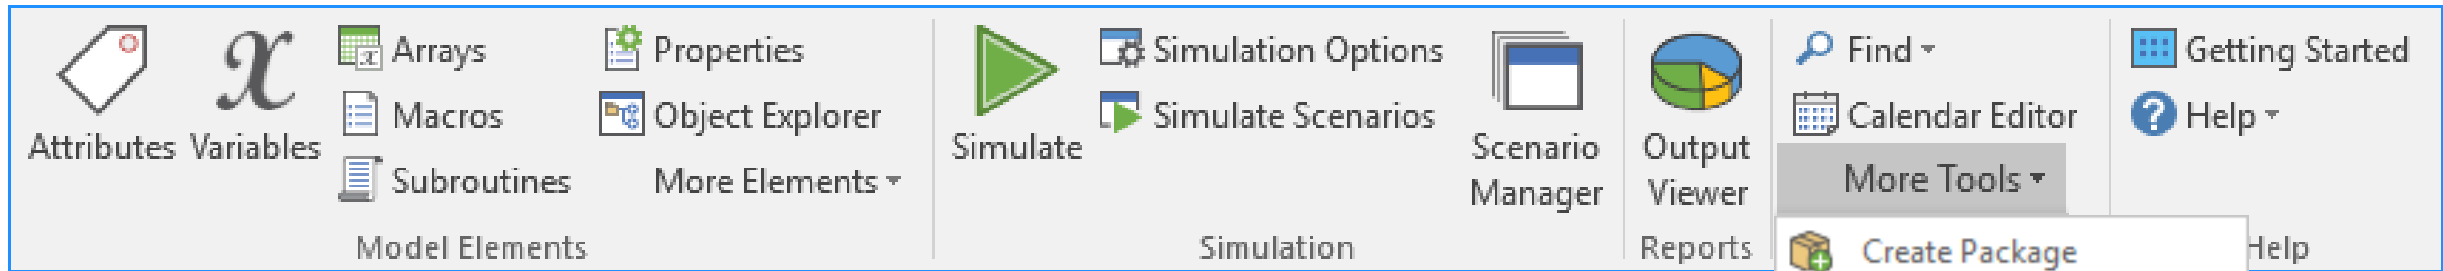 Attributes
Variables
Arrays
Macros
Subroutines
Properties
Object Explorer
More Elements
Model Elements
Simulate
Simulation Options
Simulate Scenarios
Scenario
Manager
Simulation
Output
Viewer
Reports
Find
Calendar Editor
More Tools
Create Package
Getting Started
Help
Help